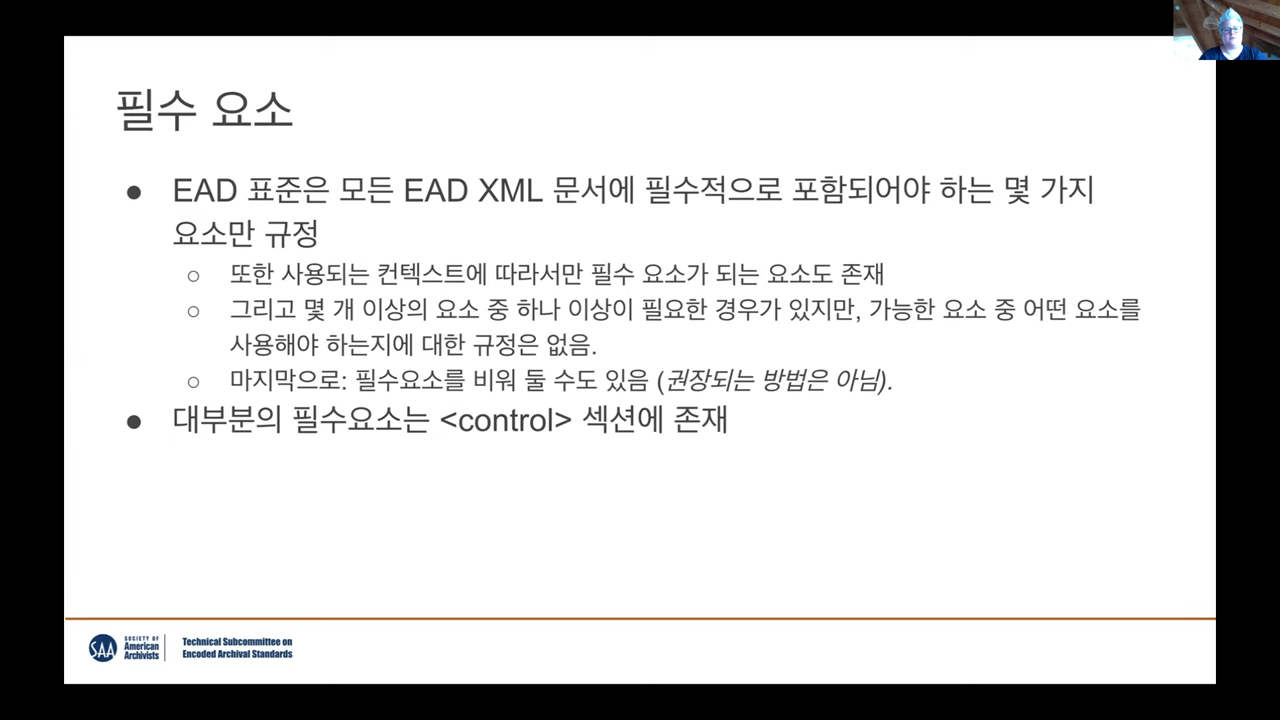 필수 요소
● EAD 표준은 모든 EAD XML 문서에 필수적으로 포함되어야 하는 몇 가지
요소만 규정
○ 또한 사용되는 컨텍스트에 따라서만 필수 요소가 되는 요소도 존재
○ 그리고 몇 개 이상의 요소 중 하나 이상이 필요한 경우가 있지만, 가능한 요소 중 어떤 요소를
사용해야 하는지에 대한 규정은 없음.
○ 마지막으로: 필수요소를 비워 둘 수도 있음 (권장되는 방법은 아님).
● 대부분의 필수요소는 <control> 섹션에 존재
SAA
SOCIETY OF
American
Archivists
Technical Subcommittee on
Encoded Archival Standards